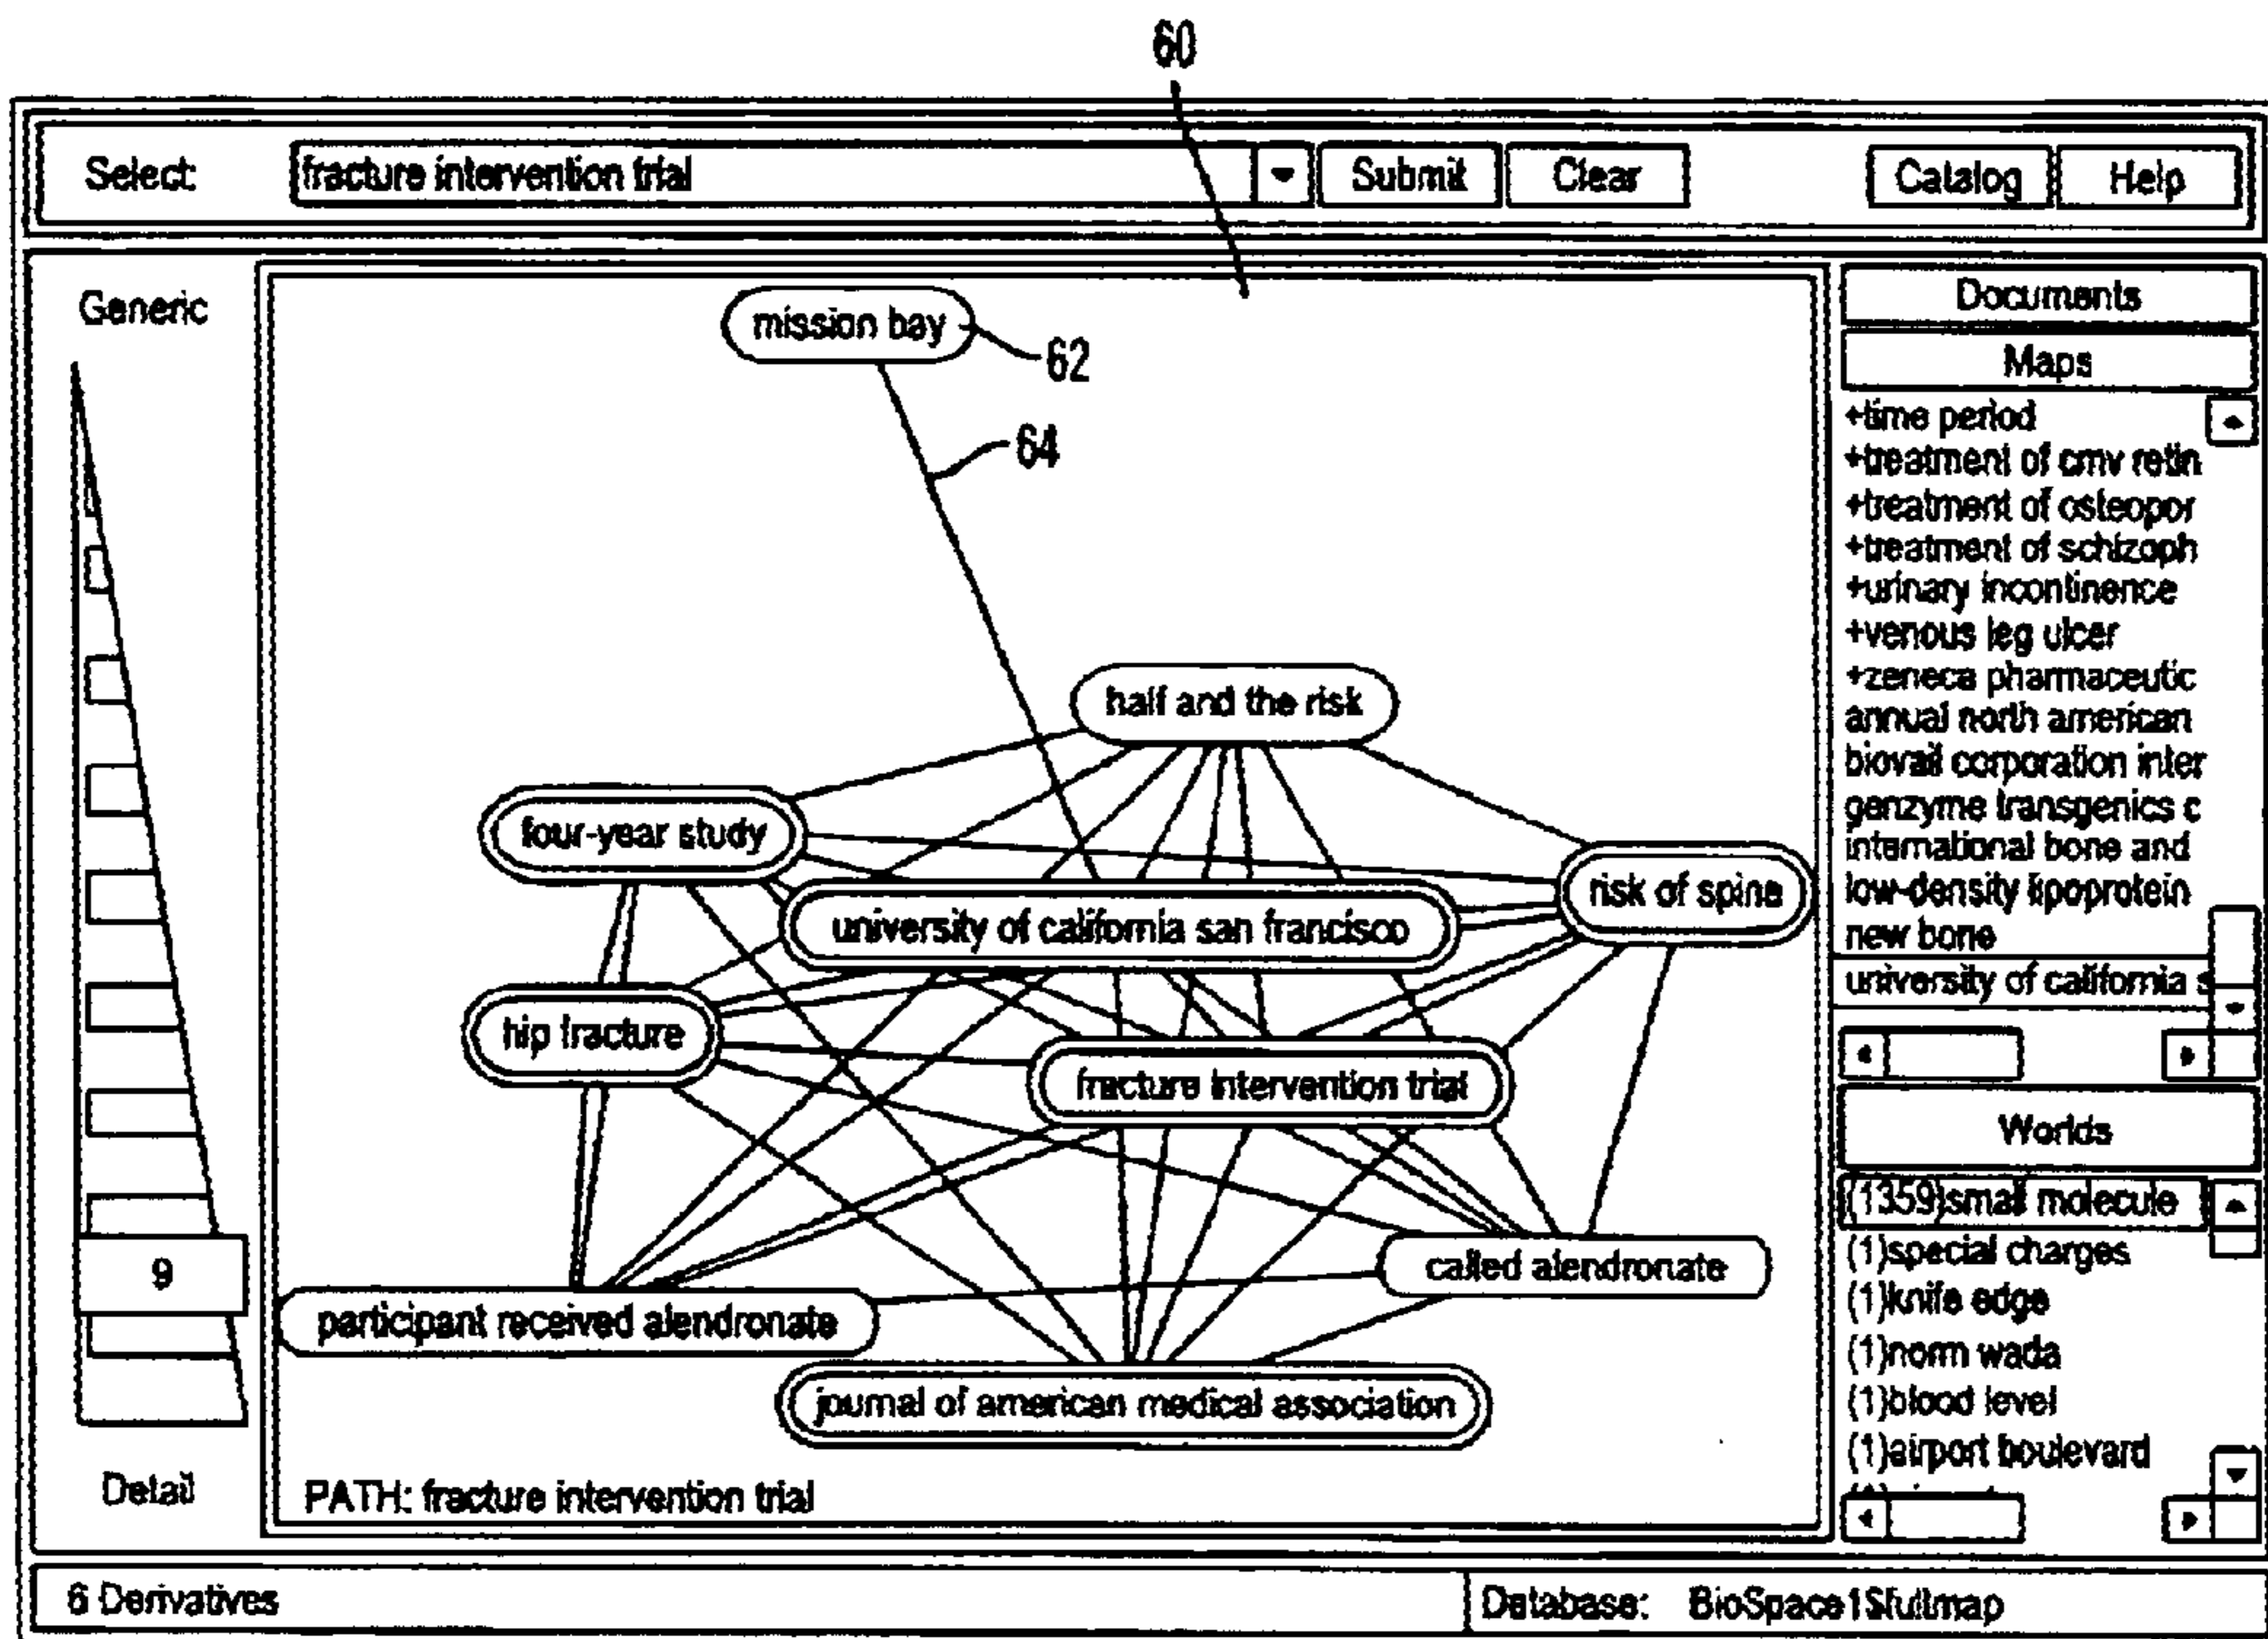 60
Select: fracture intervention trial Submit Clear Catalog Help
Generic
mission bay
62
64
half and the risk
four-year study
risk of spine
university of california san francisco
hip fracture
fracture intervention trial
called alendronate
participant received alendronate
journal of american medical association
9
Detail
PATH: fracture intervention trial
Documents
Maps
+time period
+treatment of cmv retin
+treatment of osteopor
+treatment of schizoph
+urinary incontinence
+venous leg ulcer
+zeneca pharmaceutic
annual north american
biovail corporation inter
genzyme transgenics c
international bone and
low-density lipoprotein
new bone
university of california s
Worlds
(1359)small molecule
(1)special charges
(1)knife edge
(1)norm wada
(1)blood level
(1)airport boulevard
6 Derivatives
Database: BioSpace1$fullmap